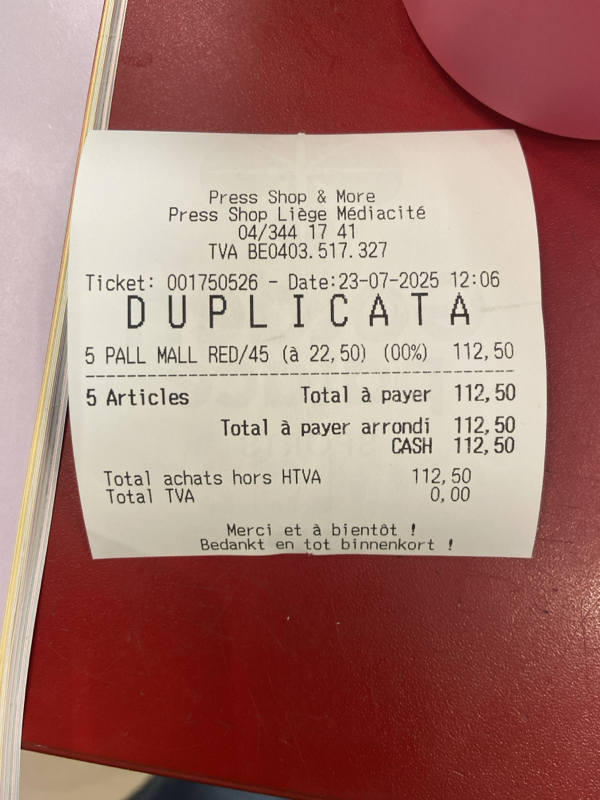 Press Shop & More
Press Shop Liège Médiacité
04/344 17 41
TVA BE0403.517.327
Ticket: 001750526 - Date:23-07-2025 12:06
DUPLICATA
5 PALL MALL RED/45 (à 22,50) (00%) 112,50
5 Articles Total à payer 112,50
Total à payer arrondi 112,50
CASH 112,50
Total achats hors HTVA 112,50
Total TVA 0,00
Merci et à bientôt !
Bedankt en tot binnenkort !